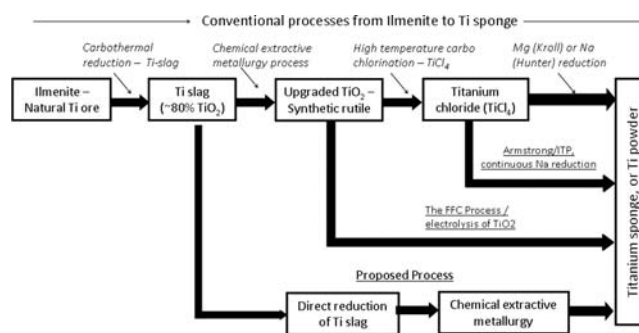 Conventional processes from Ilmenite to Ti sponge
Carbothermal
reduction – Ti-slag
Chemical extractive
metallurgy process
High temperature carbo
chlorination – TiCl4
Mg (Kroll) or Na
(Hunter) reduction
Ilmenite –
Natural Ti ore
Ti slag
(~80% TiO2)
Upgraded TiO2 –
Synthetic rutile
Titanium
chloride (TiCl4)
Armstrong/ITP,
continuous Na reduction
The FFC Process /
electrolysis of TiO2
Proposed Process
Direct reduction
of Ti slag
Chemical extractive
metallurgy
Titanium sponge, or Ti powder